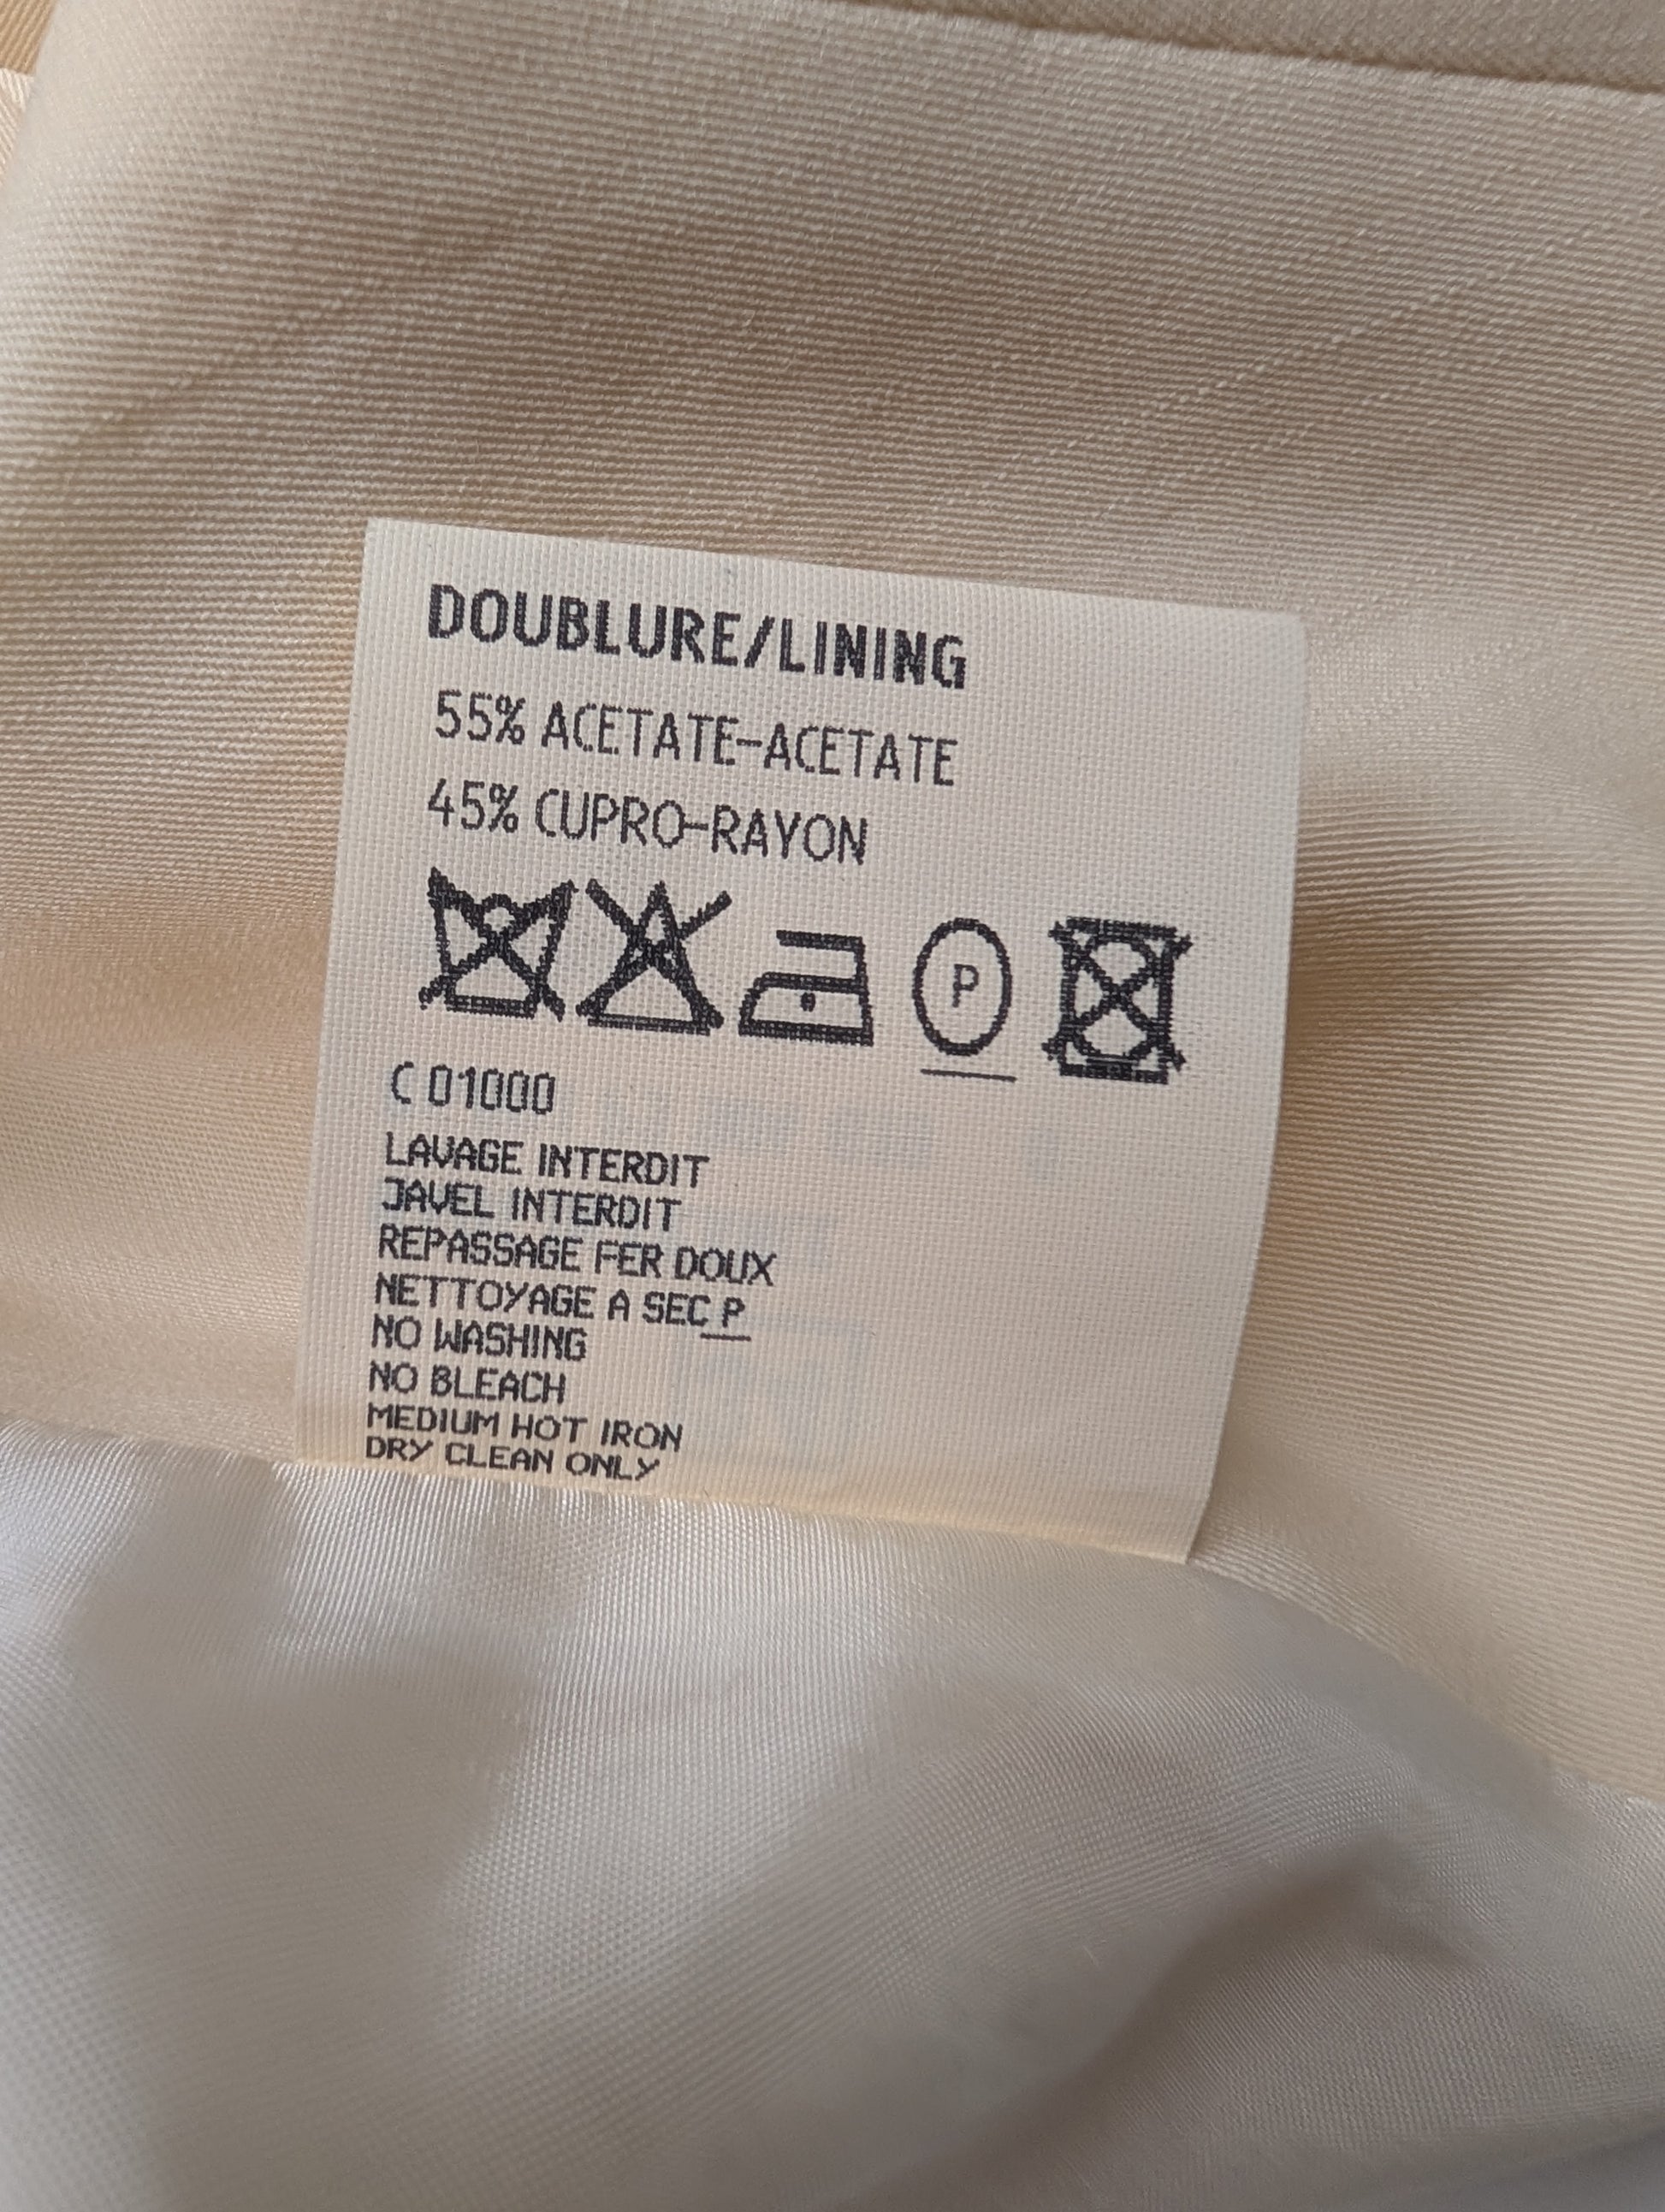 DOUBLURE/LINING
55% ACETATE-ACETATE
45% CUPRO-RAYON
P
C 01000
LAVAGE INTERDIT
JAVEL INTERDIT
REPASSAGE FER DOUX
NETTOYAGE A SEC P
NO WASHING
NO BLEACH
MEDIUM HOT IRON
DRY CLEAN ONLY